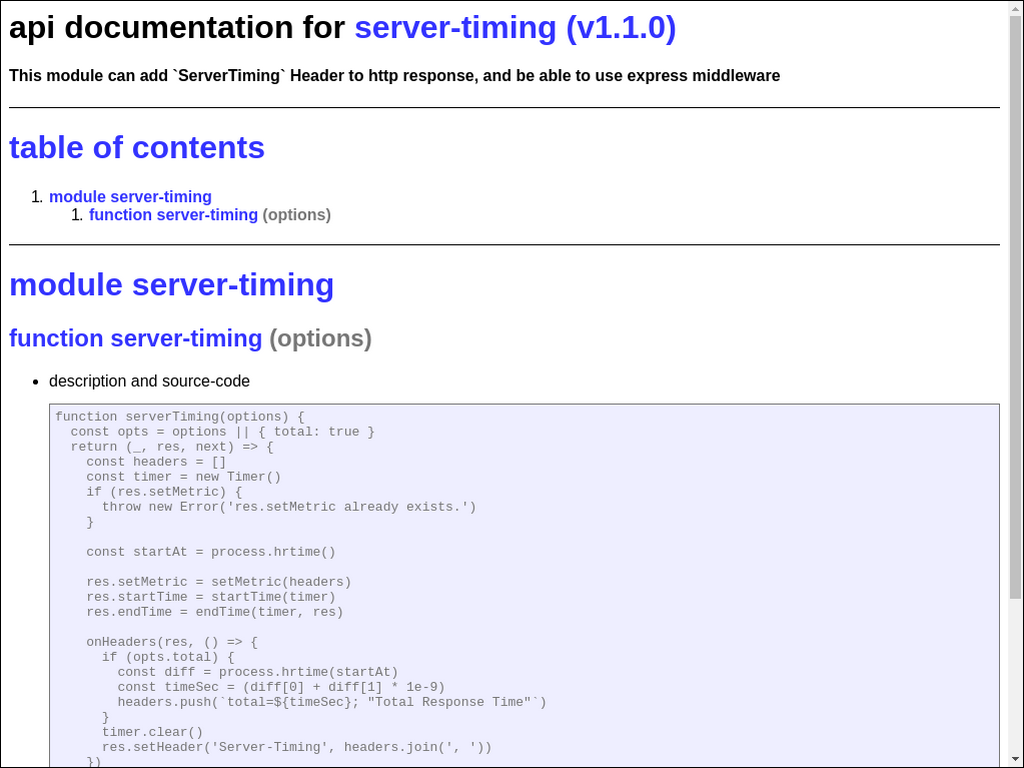 api documentation for server-timing (v1.1.0)
This module can add `ServerTiming` Header to http response, and be able to use express middleware
table of contents
1. module server-timing
1. function server-timing (options)
module server-timing
function server-timing (options)
• description and source-code
function serverTiming(options) {
  const opts = options || { total: true }
  return (_, res, next) => {
    const headers = []
    const timer = new Timer()
    if (res.setMetric) {
      throw new Error('res.setMetric already exists.')
    }
    const startAt = process.hrtime()
    res.setMetric = setMetric(headers)
    res.startTime = startTime(timer)
    res.endTime = endTime(timer, res)
    onHeaders(res, () => {
      if (opts.total) {
        const diff = process.hrtime(startAt)
        const timeSec = (diff[0] + diff[1] * 1e-9)
        headers.push(`total=${timeSec}; "Total Response Time"`)
      }
      timer.clear()
      res.setHeader('Server-Timing', headers.join(', '))
    })